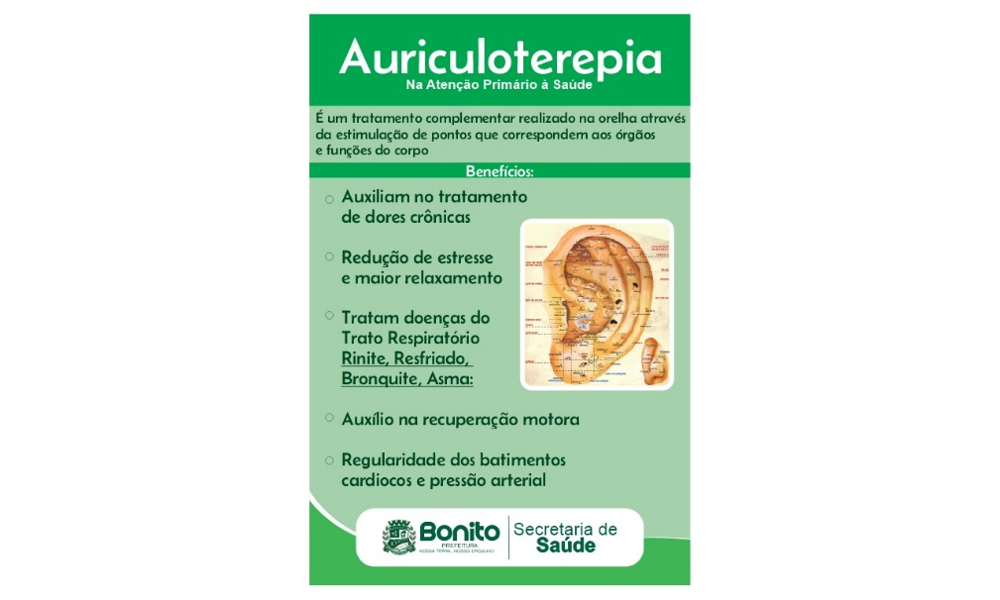 Auriculoterepia
Na Atenção Primário à Saúde
É um tratamento complementar realizado na orelha através
da estimulação de pontos que correspondem aos órgãos
e funções do corpo
Benefícios:
Auxiliam no tratamento
de dores crônicas
Redução de estresse
e maior relaxamento
Tratam doenças do
Trato Respiratório
Rinite, Resfriado,
Bronquite, Asma:
Auxílio na recuperação motora
Regularidade dos batimentos
cardiocos e pressão arterial
Bonito
PREFEITURA
NOSSA TERRA, NOSSO ORGULHO!
Secretaria de
Saúde